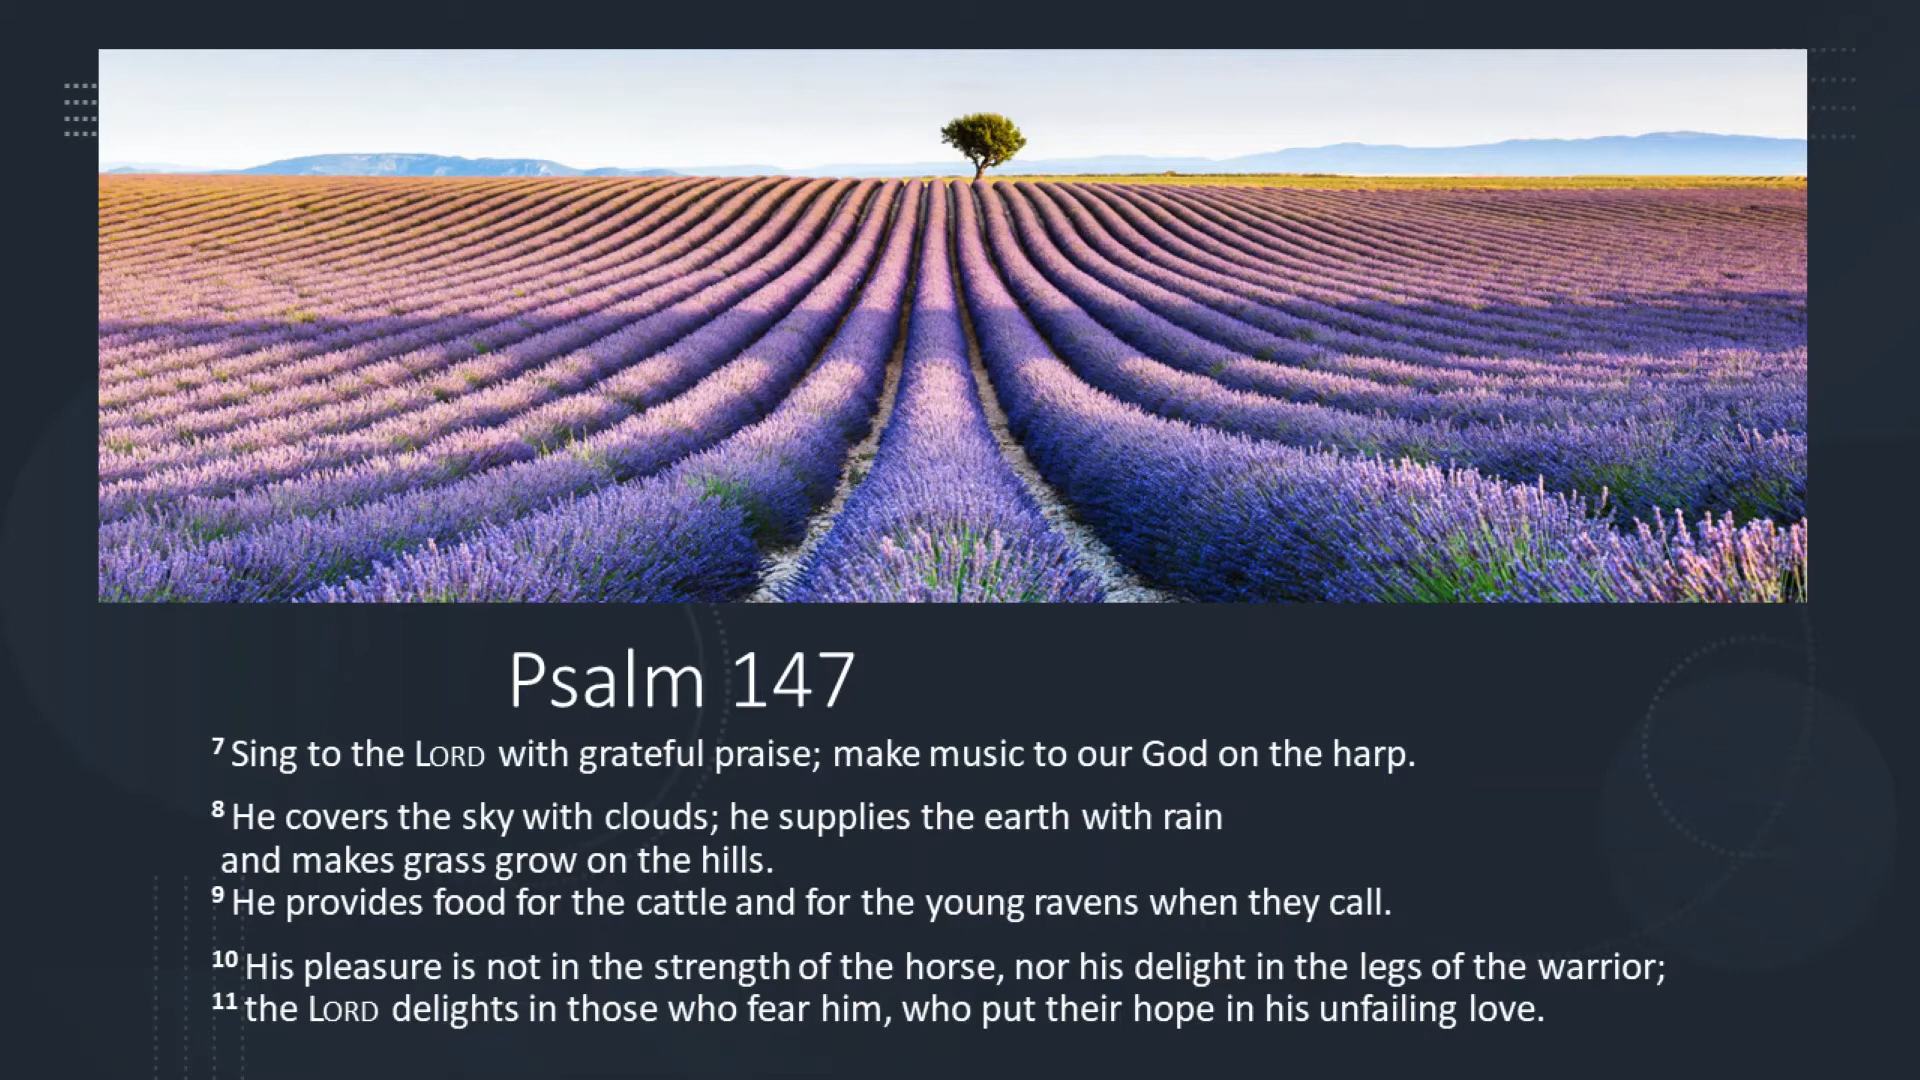 Psalm 147
7 Sing to the LORD with grateful praise; make music to our God on the harp.
8 He covers the sky with clouds; he supplies the earth with rain
and makes grass grow on the hills.
9 He provides food for the cattle and for the young ravens when they call.
10 His pleasure is not in the strength of the horse, nor his delight in the legs of the warrior;
11 the LORD delights in those who fear him, who put their hope in his unfailing love.